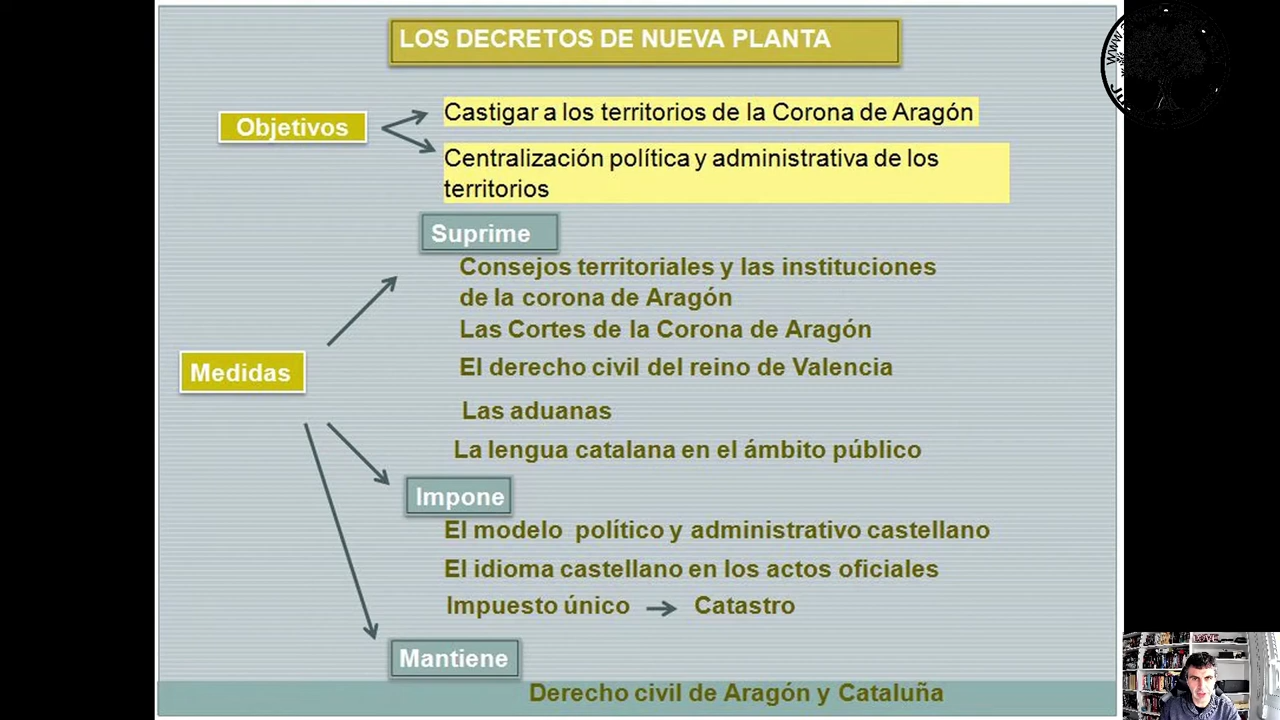 LOS DECRETOS DE NUEVA PLANTA
Objetivos
Castigar a los territorios de la Corona de Aragón
Centralización política y administrativa de los
territorios
Suprime
Consejos territoriales y las instituciones
de la corona de Aragón
Las Cortes de la Corona de Aragón
El derecho civil del reino de Valencia
Medidas
Las aduanas
La lengua catalana en el ámbito público
Impone
El modelo político y administrativo castellano
El idioma castellano en los actos oficiales
Impuesto único → Catastro
Mantiene
Derecho civil de Aragón y Cataluña